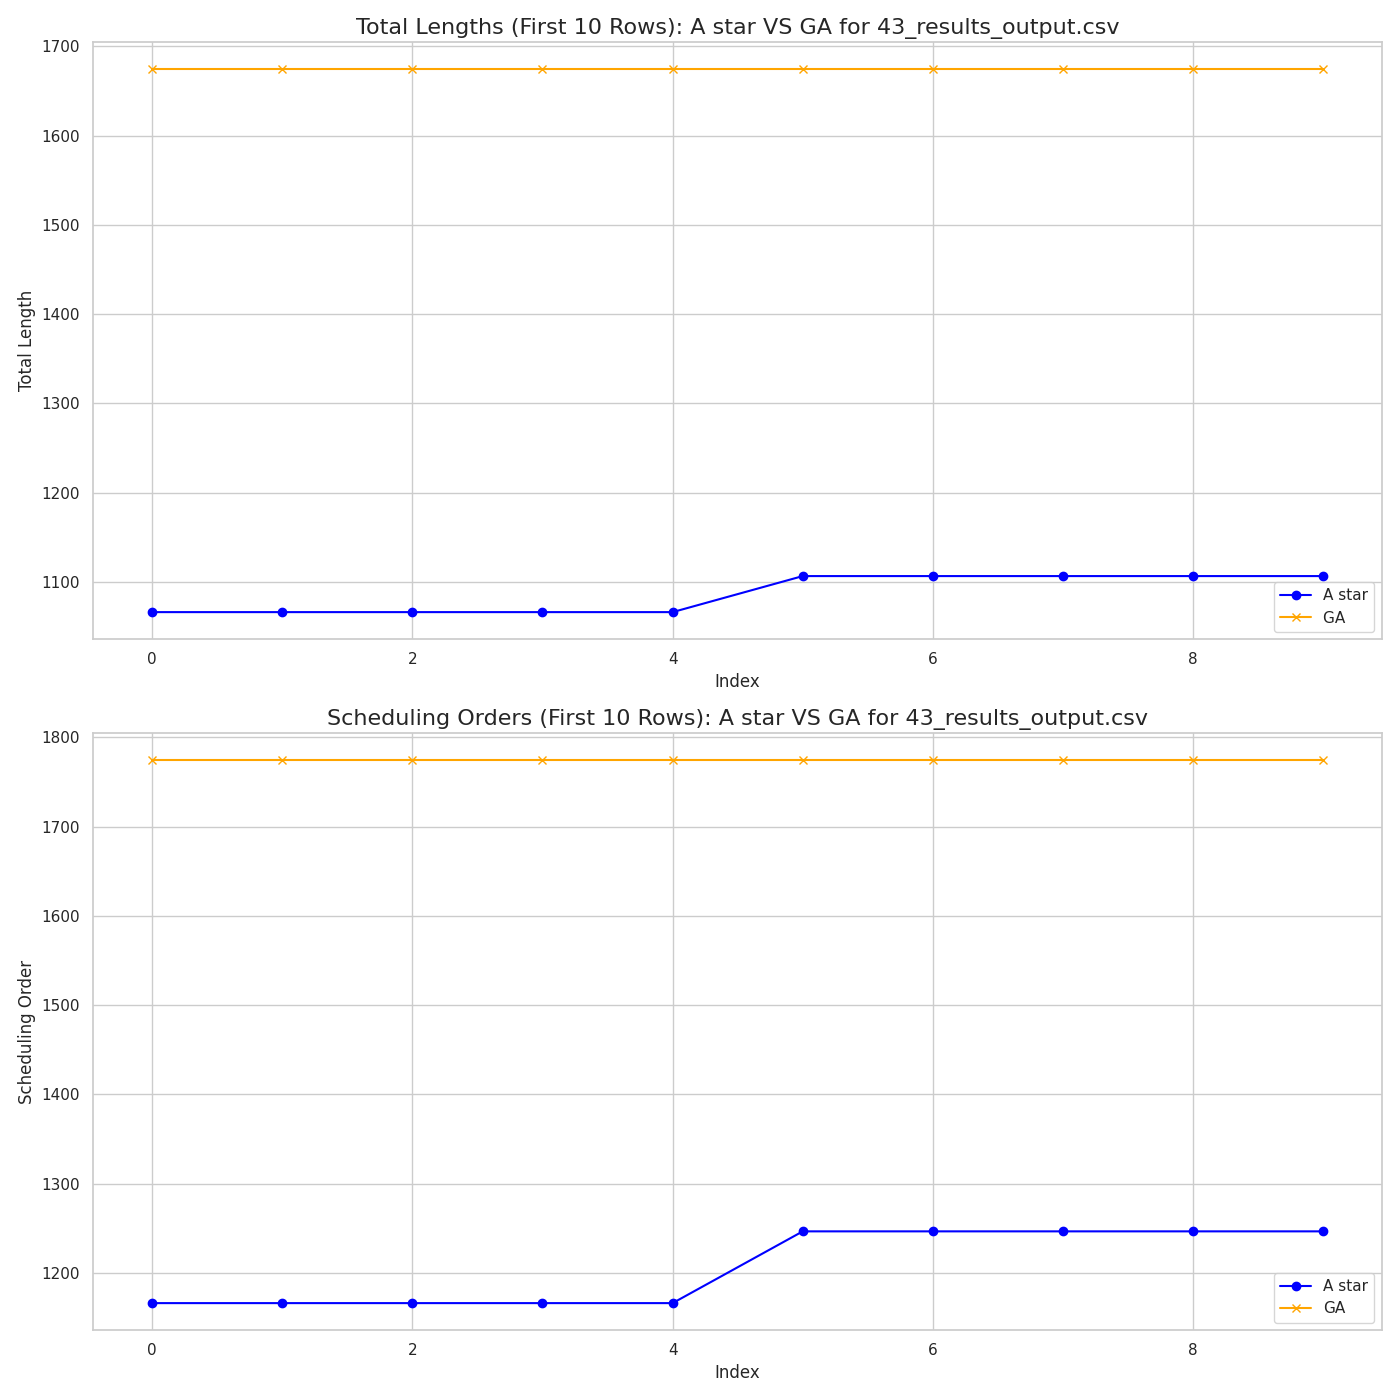 Total Lengths (First 10 Rows): A star VS GA for 43_results_output.csv
1700
1600
1500
1400
1300
1200
1100
Total Length
0 2 4 6 8
Index
A star
GA
Scheduling Orders (First 10 Rows): A star VS GA for 43_results_output.csv
1800
1700
1600
1500
1400
1300
1200
Scheduling Order
0 2 4 6 8
Index
A star
GA